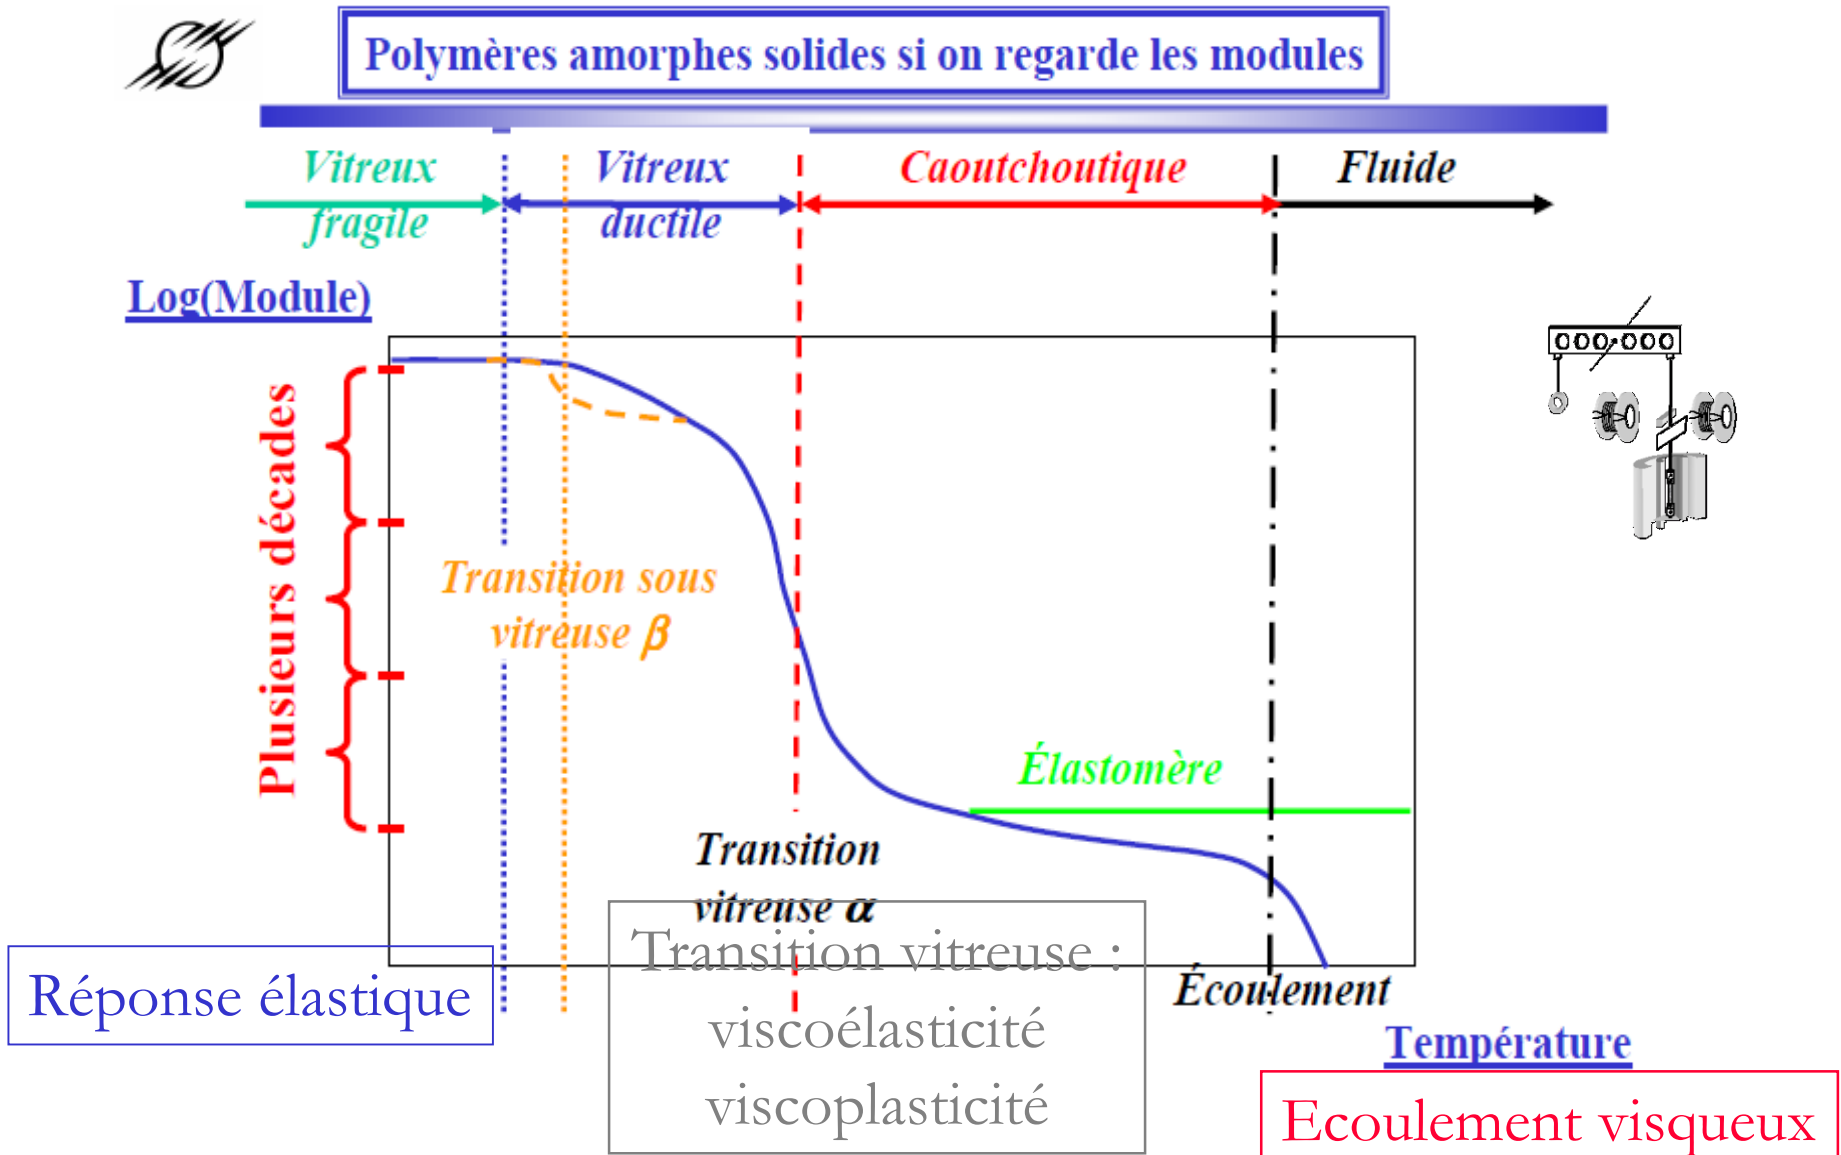 Polymères amorphes solides si on regarde les modules
Vitreux
fragile
Vitreux
ductile
Caoutchoutique
Fluide
Log(Module)
Plusieurs décades
Transition sous
vitreuse β
Élastomère
Transition
vitreuse α
Transition vitreuse :
viscoélasticité
viscoplasticité
Réponse élastique
Écoulement
Température
Ecoulement visqueux